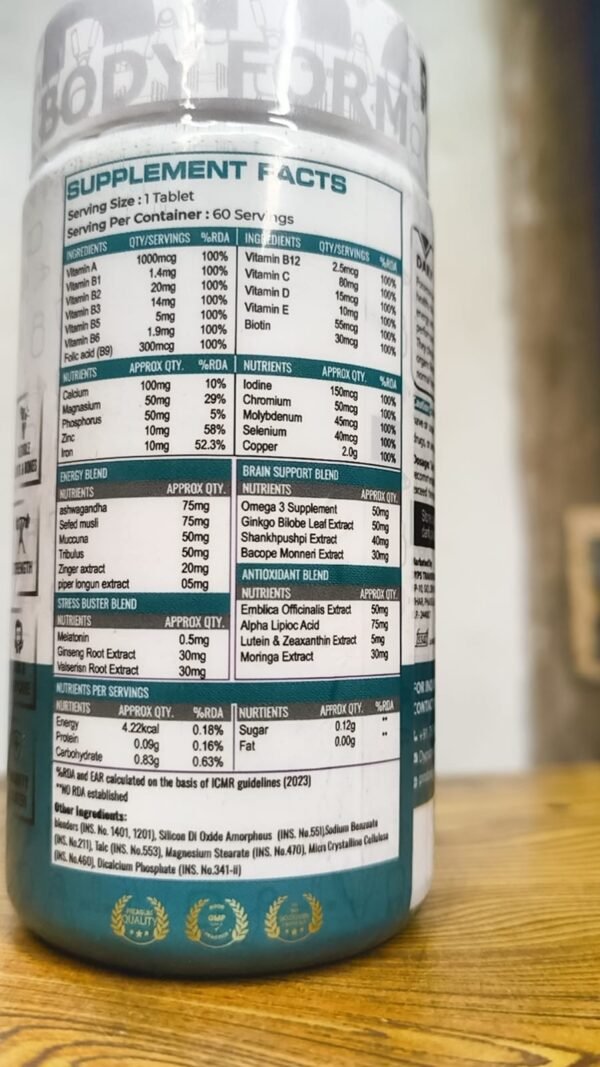 BODY FORM
SUPPLEMENT FACTS
Serving Size : 1 Tablet
Serving Per Container : 60 Servings
INGREDIENTS QTY/SERVINGS %RDA
Vitamin A 1000mcg 100%
Vitamin B1 1.4mg 100%
Vitamin B2 20mg 100%
Vitamin B3 14mg 100%
Vitamin B5 5mg 100%
Vitamin B6 1.9mg 100%
Folic acid (B9) 300mcg 100%
INGREDIENTS QTY/SERVINGS %RDA
Vitamin B12 2.5mcg 100%
Vitamin C 80mg 100%
Vitamin D 15mcg 100%
Vitamin E 10mg 100%
Biotin 55mcg 100%
30mcg 100%
NUTRIENTS APPROX QTY. %RDA
Calcium 100mg 10%
Magnasium 50mg 29%
Phosphorus 50mg 5%
Zinc 10mg 58%
Iron 10mg 52.3%
NUTRIENTS APPROX QTY. %RDA
Iodine 150mcg 100%
Chromium 50mcg 100%
Molybdenum 45mcg 100%
Selenium 40mcg 100%
Copper 2.0g 100%
ENERGY BLEND
NUTRIENTS APPROX QTY.
ashwagandha 75mg
Sefed musli 75mg
Muccuna 50mg
Tribulus 50mg
Zinger axtract 20mg
piper longun extract 05mg
STRESS BUSTER BLEND
NUTRIENTS APPROX QTY.
Melatonin 0.5mg
Ginseng Root Extract 30mg
Valserisn Root Extract 30mg
BRAIN SUPPORT BLEND
NUTRIENTS APPROX QTY.
Omega 3 Supplement 50mg
Ginkgo Bilobe Leaf Extract 50mg
Shankhpushpi Extract 40mg
Bacope Monneri Extract 30mg
ANTIOXIDANT BLEND
NUTRIENTS APPROX QTY.
Emblica Officinalis Extract 50mg
Alpha Lipioc Acid 75mg
Lutein & Zeaxanthin Extract 5mg
Moringa Extract 30mg
NUTRIENTS PER SERVINGS
NURTIENTS APPROX QTY. %RDA
Energy 4.22kcal 0.18%
Protein 0.09g 0.16%
Carbohydrate 0.83g 0.63%
NURTIENTS APPROX QTY. %RDA
Sugar 0.12g **
Fat 0.00g **
%RDA and EAR calculated on the basis of ICMR guidelines (2023)
**NO RDA established
Other Ingredients:
(INS. No. 1401, 1201), Silicon Di Oxide Amorphous (INS. No.551), Sodium Benzoate
(INS. No.211), Talc (INS. No.553), Magnesium Stearate (INS. No.470), Micro Crystalline Cellulose
(INS. No.460), Dicalcium Phosphate (INS. No.341-ii)
PREMIUM
QUALITY
GMP